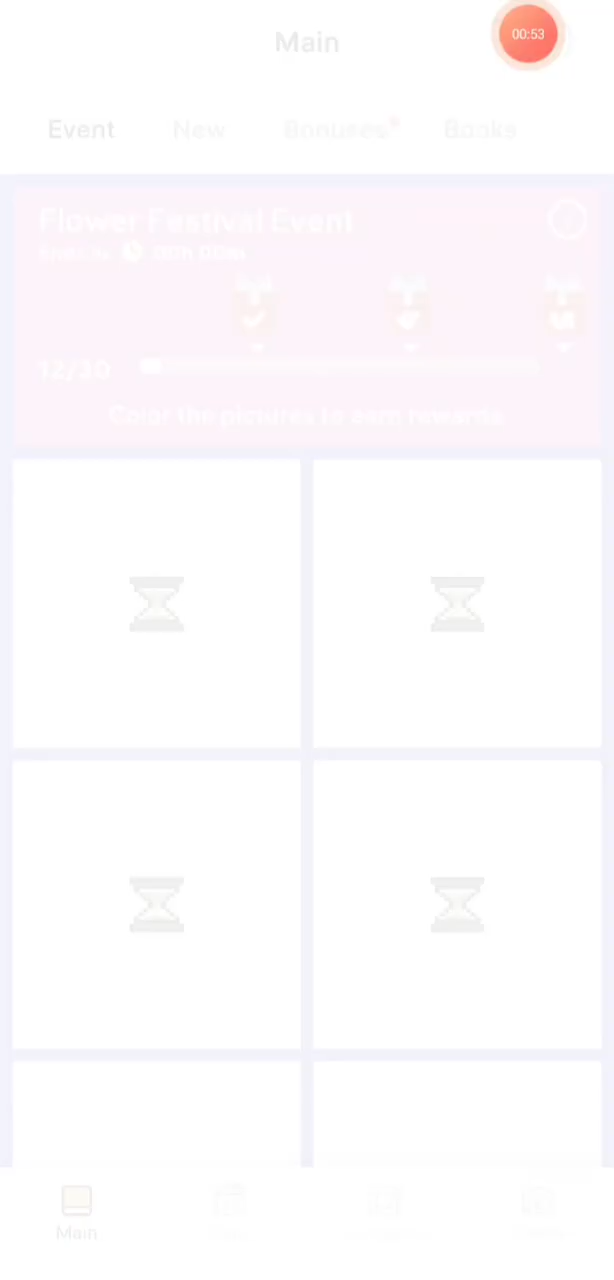 Main
00:53
Event New Bonuses Books
Flower Festival Event
12/30
Color the pictures to earn rewards
Main